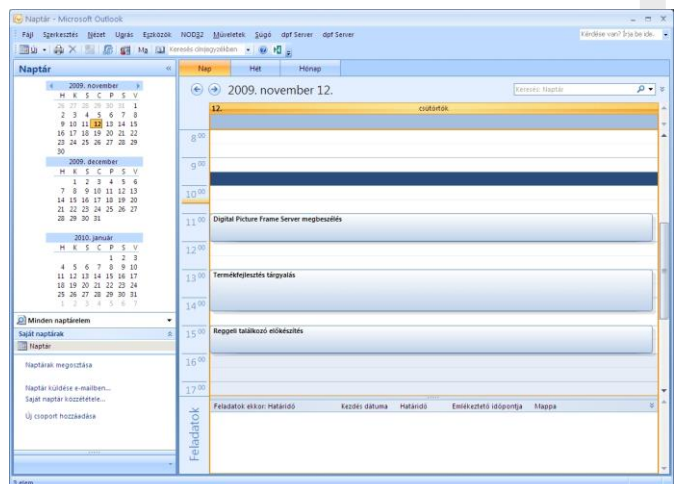 Naptár - Microsoft Outlook
Fájl Szerkesztés Nézet Ugrás Eszközök NOD32 Műveletek Súgó dpf Server dpf Server
Kérdése van? Írja be ide.
Új Ma Keresés címjegyzékben
Naptár
Nap Hét Hónap
2009. november
H K S C P S V
26 27 28 29 30 31 1
2 3 4 5 6 7 8
9 10 11 12 13 14 15
16 17 18 19 20 21 22
23 24 25 26 27 28 29
30
2009. december
H K S C P S V
1 2 3 4 5 6
7 8 9 10 11 12 13
14 15 16 17 18 19 20
21 22 23 24 25 26 27
28 29 30 31
2010. január
H K S C P S V
1 2 3
4 5 6 7 8 9 10
11 12 13 14 15 16 17
18 19 20 21 22 23 24
25 26 27 28 29 30 31
1 2 3 4 5 6 7
Minden naptárelem
Saját naptárak
Naptár
Naptárak megosztása
Naptár küldése e-mailben...
Saját naptár közzététele...
Új csoport hozzáadása
2009. november 12.
Keresés: Naptár
12. csütörtök
8 00
9 00
10 00
11 00 Digital Picture Frame Server megbeszélés
12 00
13 00 Termékfejlesztés tárgyalás
14 00
15 00 Reggeli találkozó előkészítés
16 00
17 00
Feladatok
Feladatok ekkor: Határidő Kezdés dátuma Határidő Emlékeztető időpontja Mappa